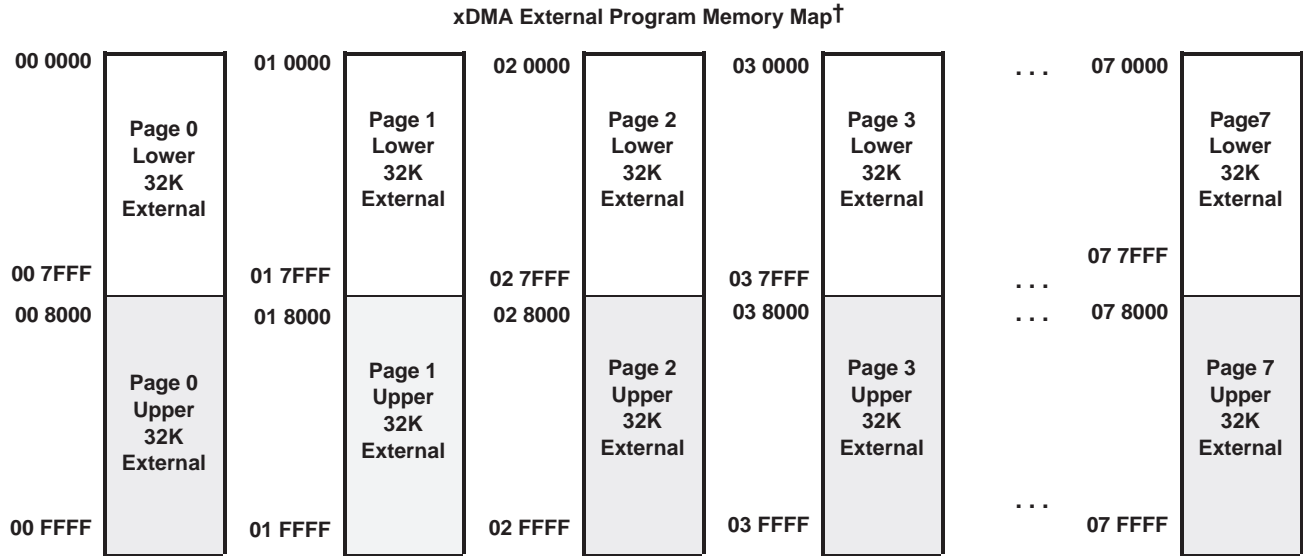 xDMA External Program Memory Map†
00 0000
01 0000
02 0000
03 0000
. . .
07 0000
Page 0
Lower
32K
External
Page 1
Lower
32K
External
Page 2
Lower
32K
External
Page 3
Lower
32K
External
Page7
Lower
32K
External
00 7FFF
01 7FFF
02 7FFF
03 7FFF
. . .
07 7FFF
00 8000
01 8000
02 8000
03 8000
. . .
07 8000
Page 0
Upper
32K
External
Page 1
Upper
32K
External
Page 2
Upper
32K
External
Page 3
Upper
32K
External
Page 7
Upper
32K
External
00 FFFF
01 FFFF
02 FFFF
03 FFFF
. . .
07 FFFF